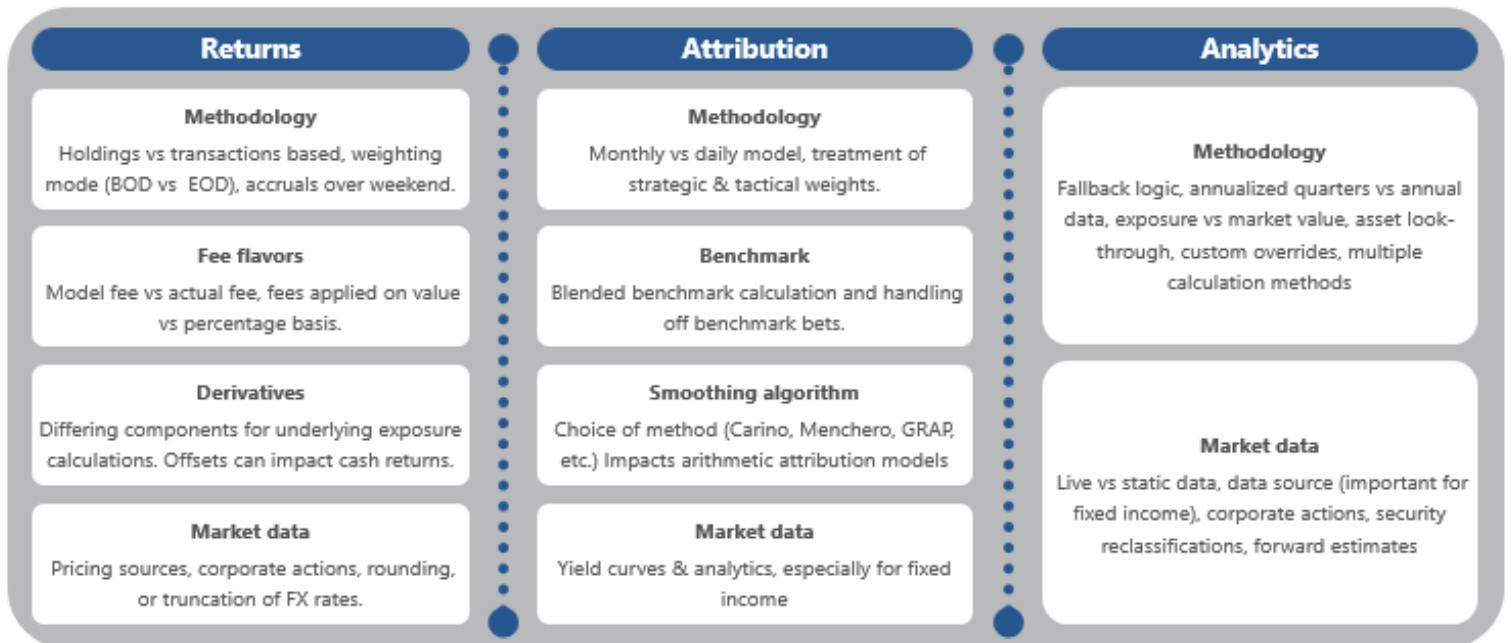 Returns
Methodology
Holdings vs transactions based, weighting
mode (BOD vs EOD), accruals over weekend.
Fee flavors
Model fee vs actual fee, fees applied on value
vs percentage basis.
Derivatives
Differing components for underlying exposure
calculations. Offsets can impact cash returns.
Market data
Pricing sources, corporate actions, rounding,
or truncation of FX rates.
Attribution
Methodology
Monthly vs daily model, treatment of
strategic & tactical weights.
Benchmark
Blended benchmark calculation and handling
off benchmark bets.
Smoothing algorithm
Choice of method (Carino, Menchero, GRAP,
etc.) Impacts arithmetic attribution models
Market data
Yield curves & analytics, especially for fixed
income
Analytics
Methodology
Fallback logic, annualized quarters vs annual
data, exposure vs market value, asset look-
through, custom overrides, multiple
calculation methods
Market data
Live vs static data, data source (important for
fixed income), corporate actions, security
reclassifications, forward estimates